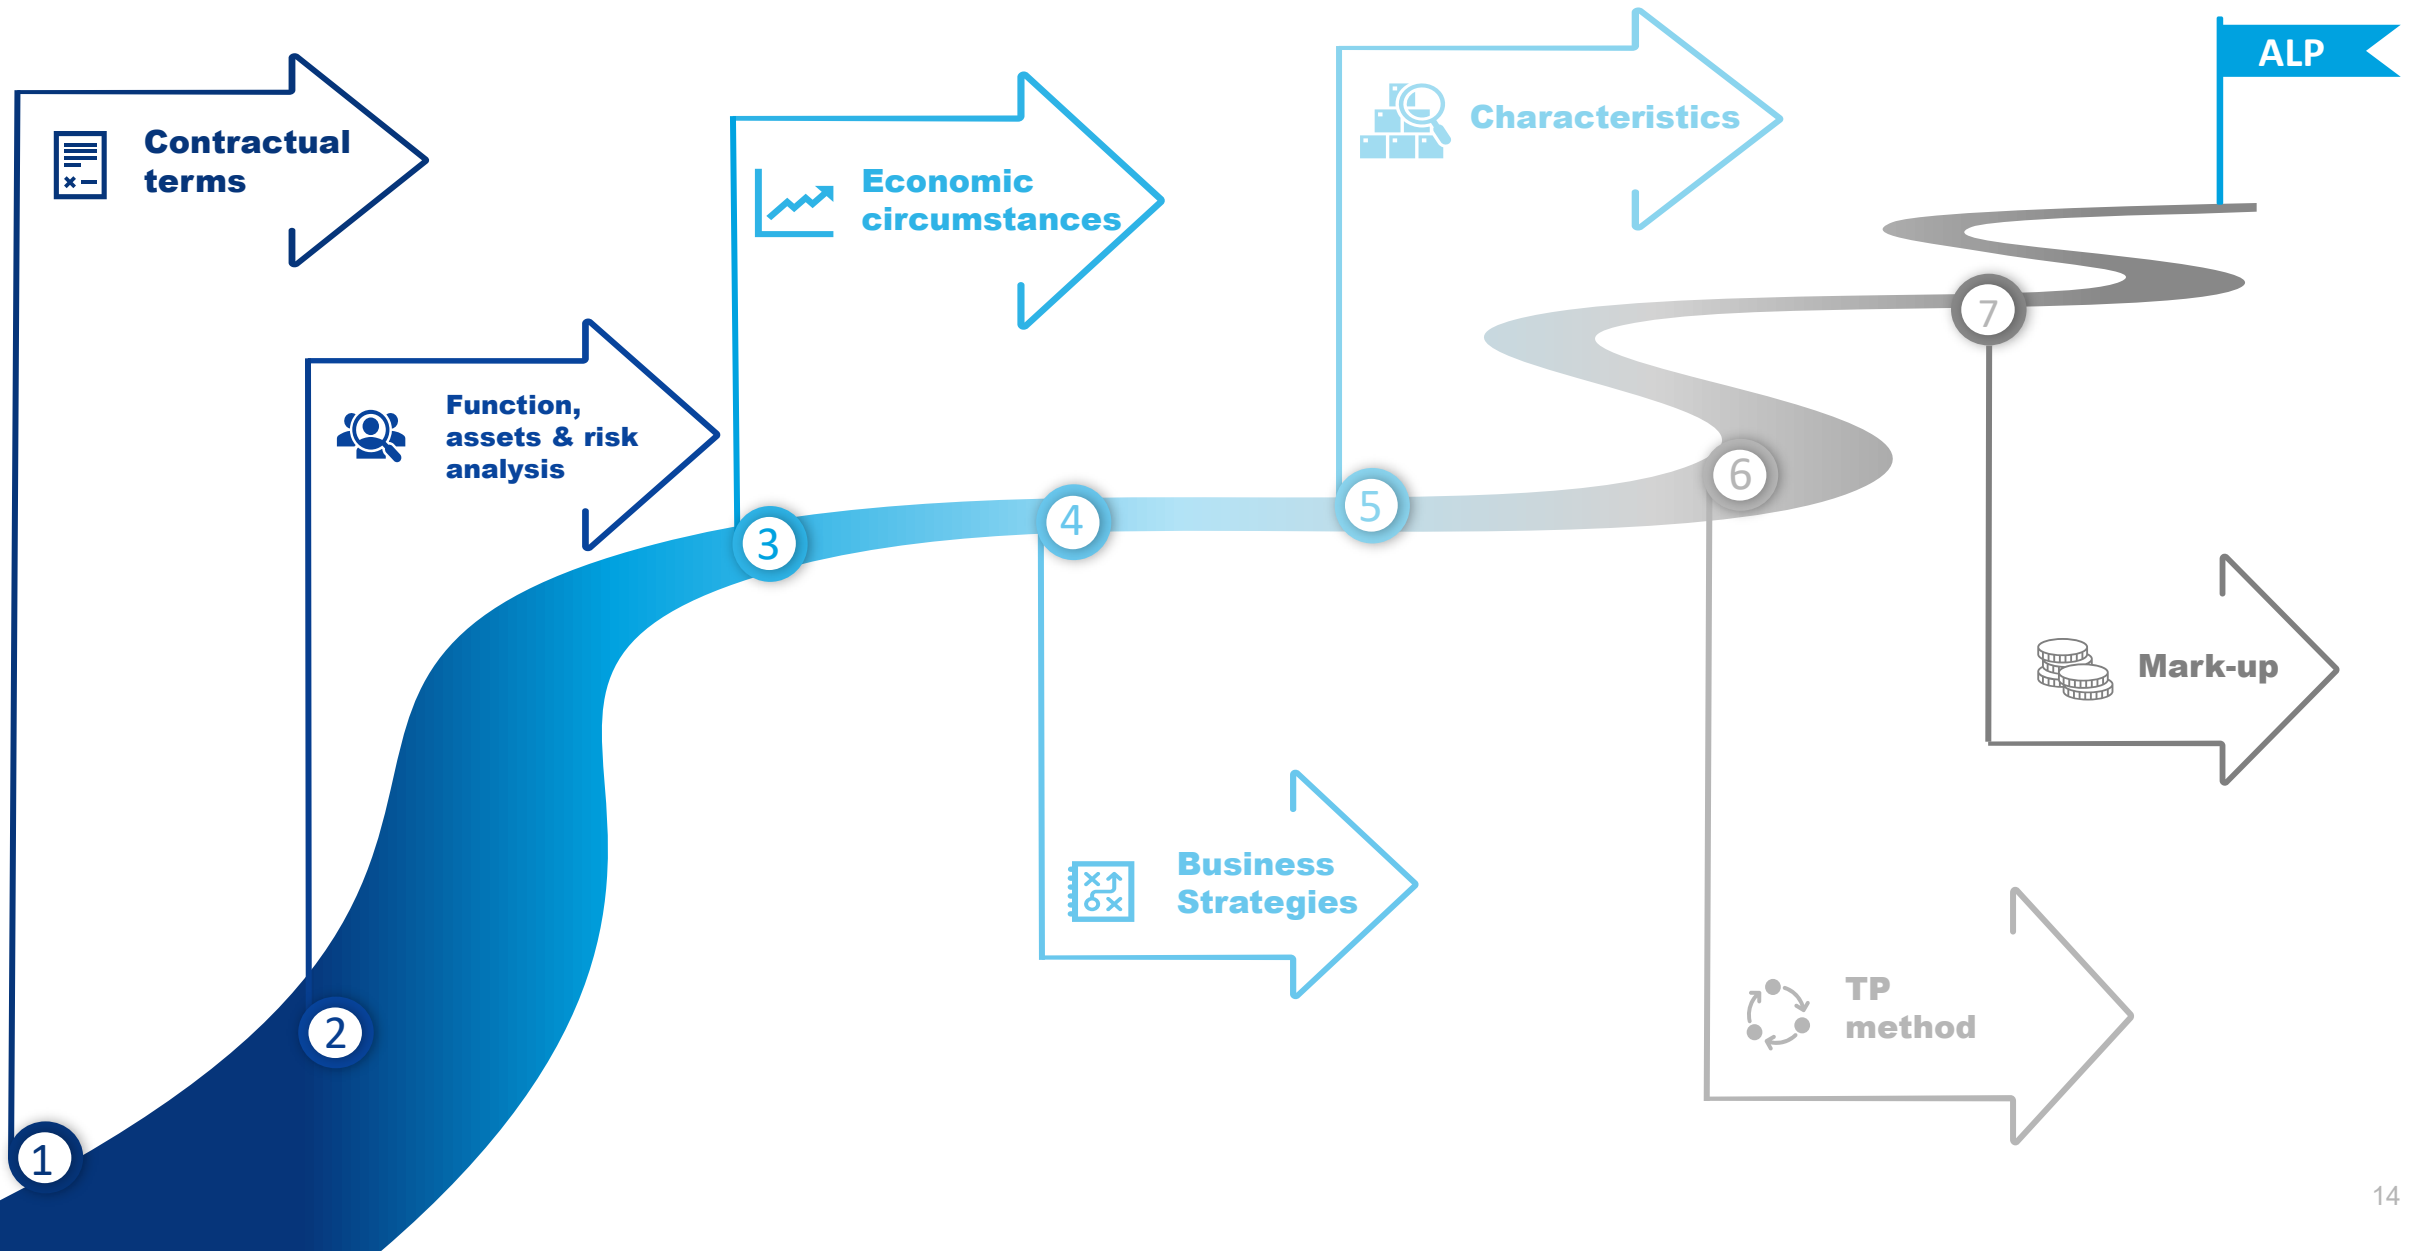 1
Contractual
terms
2
Function,
assets & risk
analysis
3
Economic
circumstances
4
Business
Strategies
5
Characteristics
6
TP
method
7
Mark-up
ALP
14